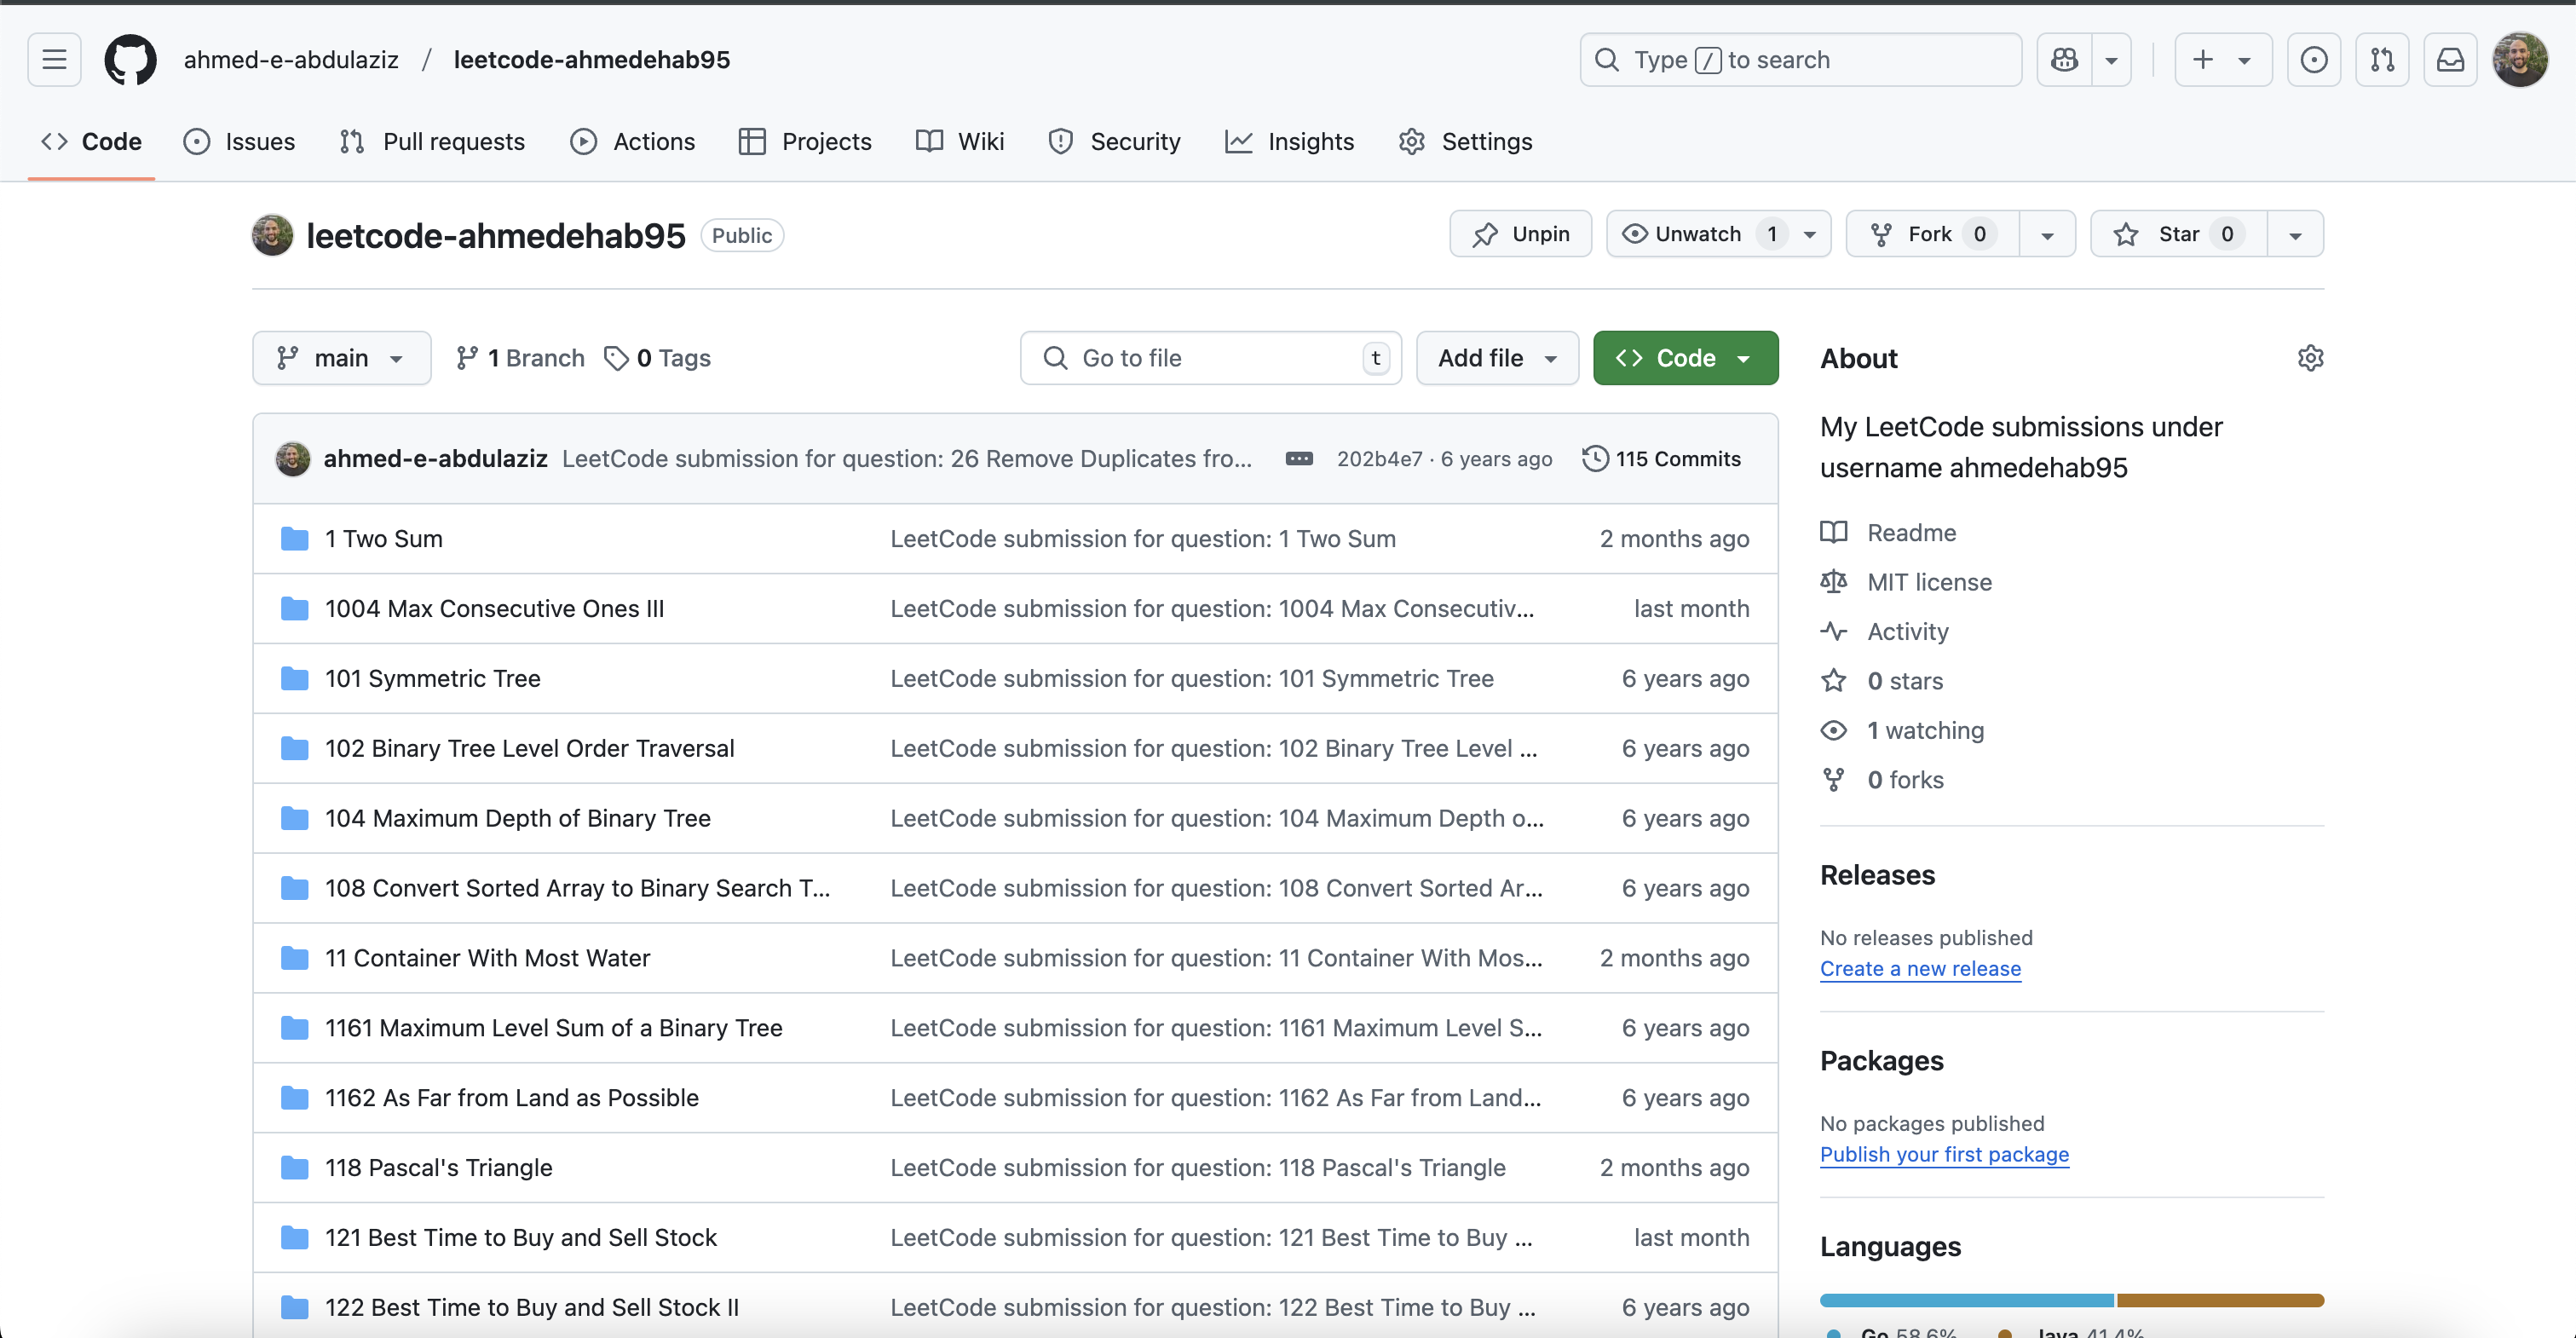 ahmed-e-abdulaziz / leetcode-ahmedehab95
Type / to search
Code Issues Pull requests Actions Projects Wiki Security Insights Settings
leetcode-ahmedehab95 Public
Unpin Unwatch 1 Fork 0 Star 0
main 1 Branch 0 Tags
Go to file t Add file Code
ahmed-e-abdulaziz LeetCode submission for question: 26 Remove Duplicates fro... 202b4e7 · 6 years ago 115 Commits
1 Two Sum LeetCode submission for question: 1 Two Sum 2 months ago
1004 Max Consecutive Ones III LeetCode submission for question: 1004 Max Consecutiv... last month
101 Symmetric Tree LeetCode submission for question: 101 Symmetric Tree 6 years ago
102 Binary Tree Level Order Traversal LeetCode submission for question: 102 Binary Tree Level ... 6 years ago
104 Maximum Depth of Binary Tree LeetCode submission for question: 104 Maximum Depth o... 6 years ago
108 Convert Sorted Array to Binary Search T... LeetCode submission for question: 108 Convert Sorted Ar... 6 years ago
11 Container With Most Water LeetCode submission for question: 11 Container With Mos... 2 months ago
1161 Maximum Level Sum of a Binary Tree LeetCode submission for question: 1161 Maximum Level S... 6 years ago
1162 As Far from Land as Possible LeetCode submission for question: 1162 As Far from Land... 6 years ago
118 Pascal's Triangle LeetCode submission for question: 118 Pascal's Triangle 2 months ago
121 Best Time to Buy and Sell Stock LeetCode submission for question: 121 Best Time to Buy ... last month
122 Best Time to Buy and Sell Stock II LeetCode submission for question: 122 Best Time to Buy ... 6 years ago
About
My LeetCode submissions under
username ahmedehab95
Readme
MIT license
Activity
0 stars
1 watching
0 forks
Releases
No releases published
Create a new release
Packages
No packages published
Publish your first package
Languages
Go 58.6% Java 41.4%